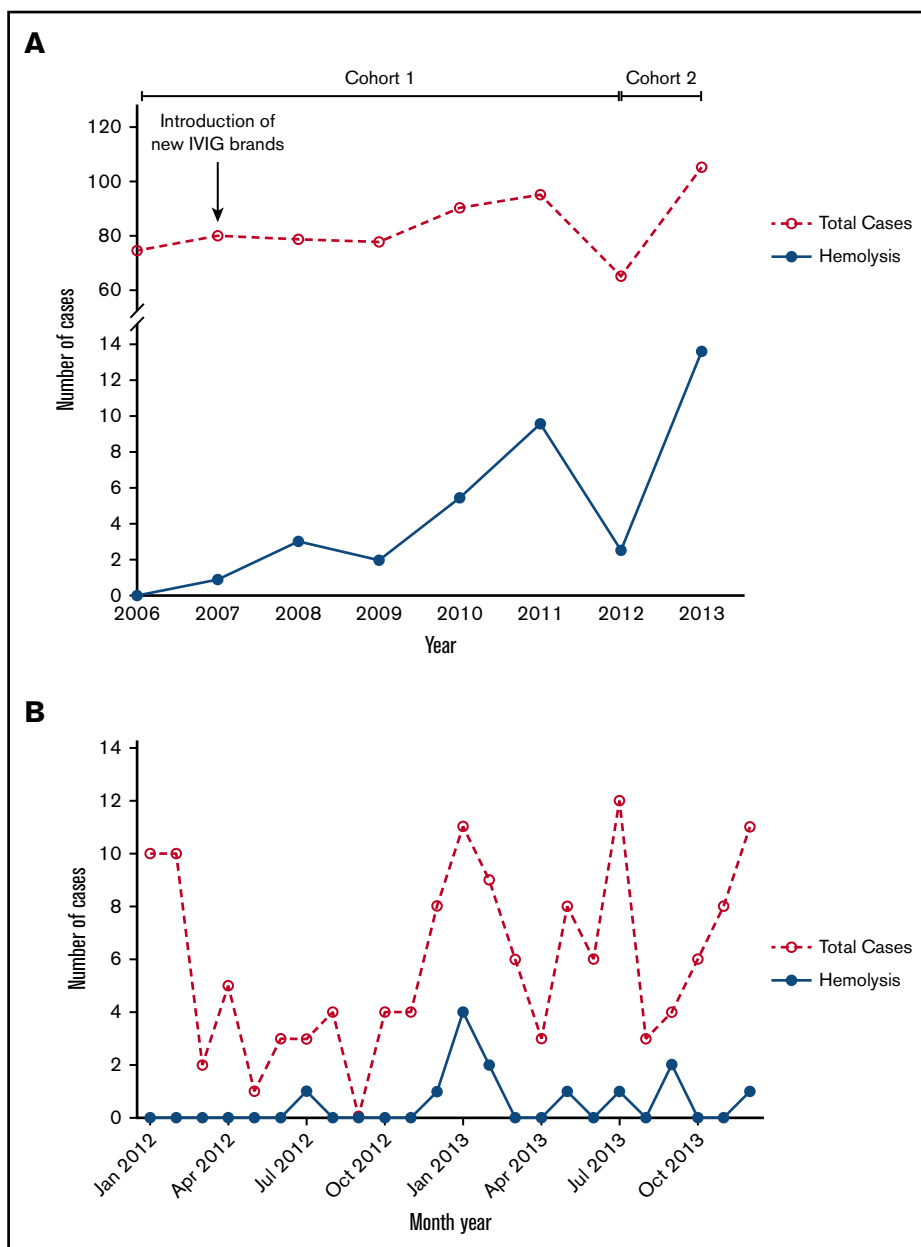 A
Cohort 1
Cohort 2
Introduction of
new IVIG brands
120
100
80
60
14
12
10
8
6
4
2
0
Number of cases
2006
2007
2008
2009
2010
2011
2012
2013
Year
Total Cases
Hemolysis
B
14
12
10
8
6
4
2
0
Number of cases
Jan 2012
Apr 2012
Jul 2012
Oct 2012
Jan 2013
Apr 2013
Jul 2013
Oct 2013
Month year
Total Cases
Hemolysis